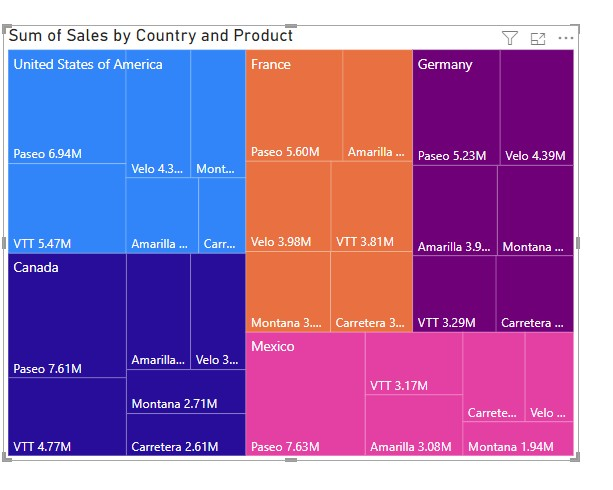 Sum of Sales by Country and Product
United States of America
Paseo 6.94M
Velo 4.3...
Mont...
VTT 5.47M
Amarilla ...
Carr...
France
Paseo 5.60M
Amarilla ...
Velo 3.98M
VTT 3.81M
Montana 3....
Carretera 3...
Germany
Paseo 5.23M
Velo 4.39M
Amarilla 3.9...
Montana ...
VTT 3.29M
Carretera ...
Canada
Paseo 7.61M
Amarilla...
Velo 3...
Montana 2.71M
VTT 4.77M
Carretera 2.61M
Mexico
Paseo 7.63M
VTT 3.17M
Amarilla 3.08M
Carrete...
Velo ...
Montana 1.94M